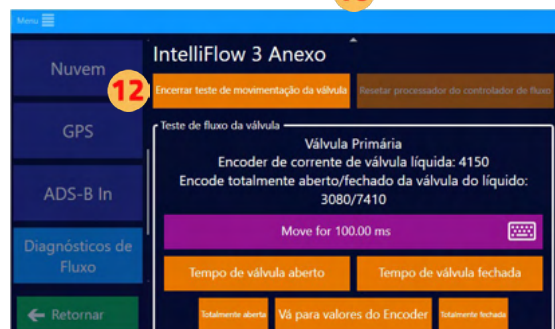 Menu
IntelliFlow 3 Anexo
Nuvem
12
Encerrar teste de movimentação da válvula
Resetar processador do controlador de fluxo
GPS
Teste de fluxo da válvula
Válvula Primária
Encoder de corrente de válvula líquida: 4150
Encode totalmente aberto/fechado da válvula do líquido:
3080/7410
ADS-B In
Move for 100.00 ms
Diagnósticos de
Fluxo
Tempo de válvula aberto
Tempo de válvula fechada
Retornar
Totalmente aberta
Vá para valores do Encoder
Totalmente fechada